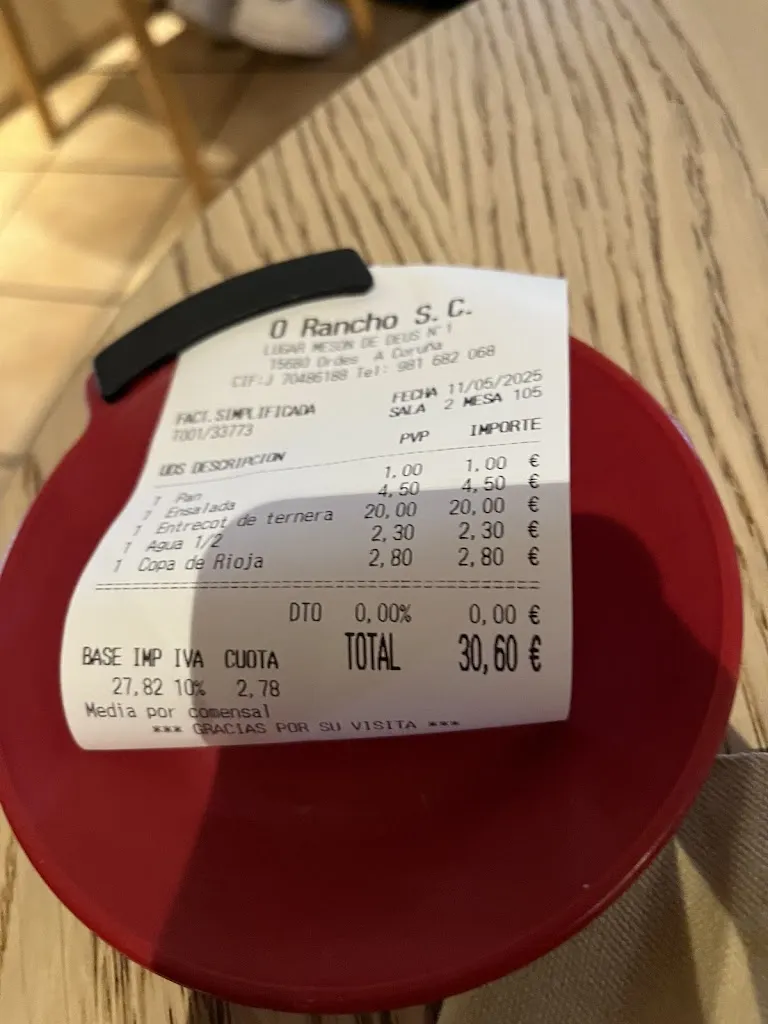 O Rancho S.C.
LUGAR MESON DE DEUS Nº1
15680 Ordes A Coruña
CIF:J 70486188 Tel: 981 682 068
FACT.SIMPLIFICADA FECHA 11/05/2025
T001/33773 SALA 2 MESA 105
UDS DESCRIPCION PVP IMPORTE
1 Pan 1,00 1,00 €
1 Ensalada 4,50 4,50 €
1 Entrecot de ternera 20,00 20,00 €
1 Agua 1/2 2,30 2,30 €
1 Copa de Rioja 2,80 2,80 €
DTO 0,00% 0,00 €
BASE IMP IVA CUOTA TOTAL 30,60 €
27,82 10% 2,78
Media por comensal
*** GRACIAS POR SU VISITA ***